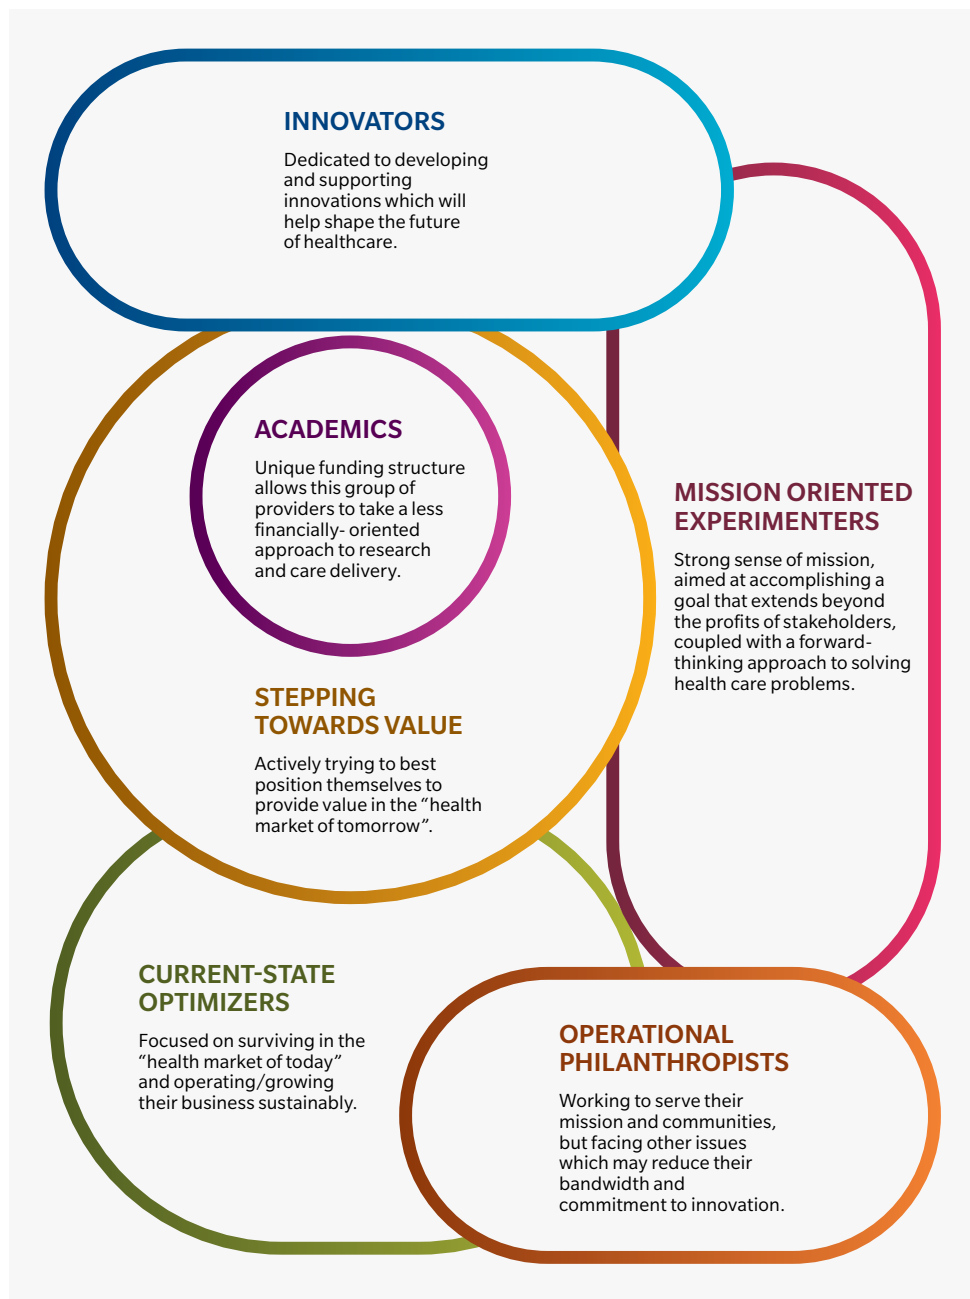 INNOVATORS
Dedicated to developing
and supporting
innovations which will
help shape the future
of healthcare.
ACADEMICS
Unique funding structure
allows this group of
providers to take a less
financially- oriented
approach to research
and care delivery.
MISSION ORIENTED
EXPERIMENTERS
Strong sense of mission,
aimed at accomplishing a
goal that extends beyond
the profits of stakeholders,
coupled with a forward-
thinking approach to solving
health care problems.
STEPPING
TOWARDS VALUE
Actively trying to best
position themselves to
provide value in the “health
market of tomorrow”.
CURRENT-STATE
OPTIMIZERS
Focused on surviving in the
“health market of today”
and operating/growing
their business sustainably.
OPERATIONAL
PHILANTHROPISTS
Working to serve their
mission and communities,
but facing other issues
which may reduce their
bandwidth and
commitment to innovation.